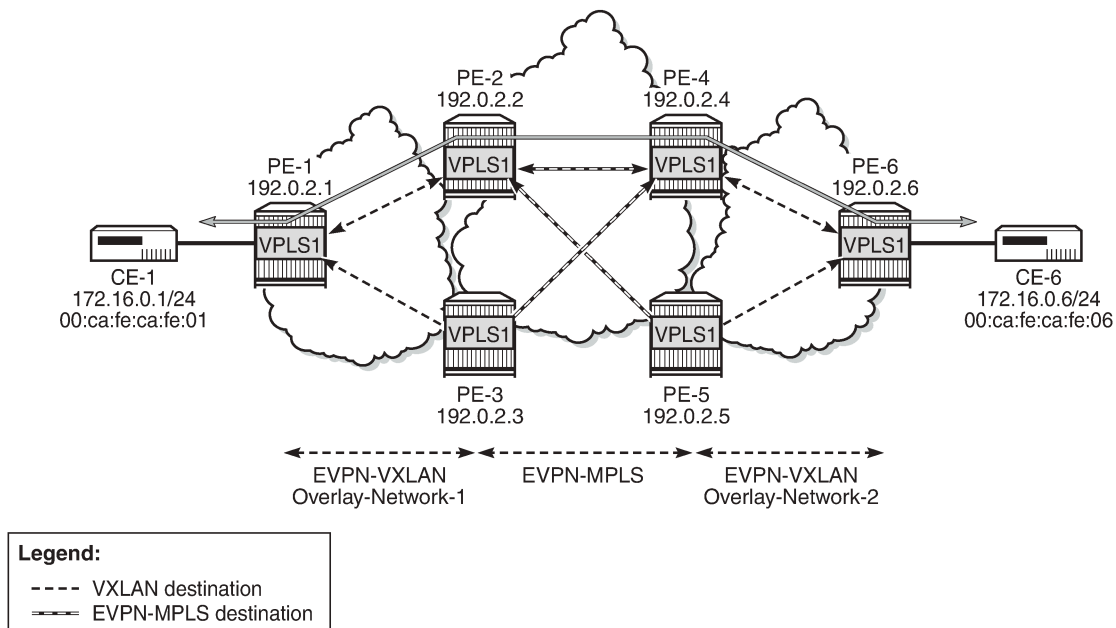 PE-2
192.0.2.2
PE-4
192.0.2.4
PE-1
192.0.2.1
PE-6
192.0.2.6
VPLS1
VPLS1
VPLS1
VPLS1
CE-1
172.16.0.1/24
00:ca:fe:ca:fe:01
CE-6
172.16.0.6/24
00:ca:fe:ca:fe:06
VPLS1
VPLS1
PE-3
192.0.2.3
PE-5
192.0.2.5
EVPN-VXLAN
Overlay-Network-1
EVPN-MPLS
EVPN-VXLAN
Overlay-Network-2
Legend:
VXLAN destination
EVPN-MPLS destination